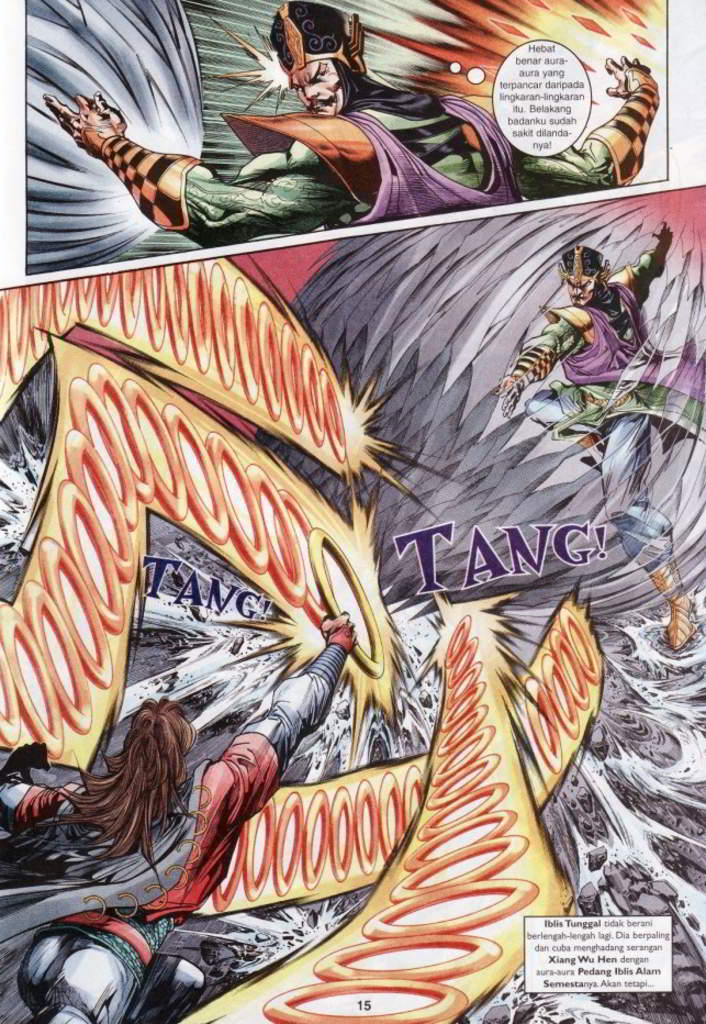 Hebat
benar aura-
aura yang
terpancar daripada
lingkaran-lingkaran
itu. Belakang
badanku sudah
sakit dilanda-
nya!
TANG!
TANG!
Iblis Tunggal tidak berani
berlengah-lengah lagi. Dia berpaling
dan cuba menghadang serangan
Xiang Wu Hen dengan
aura-aura Pedang Iblis Alam
Semestanya. Akan tetapi...
15